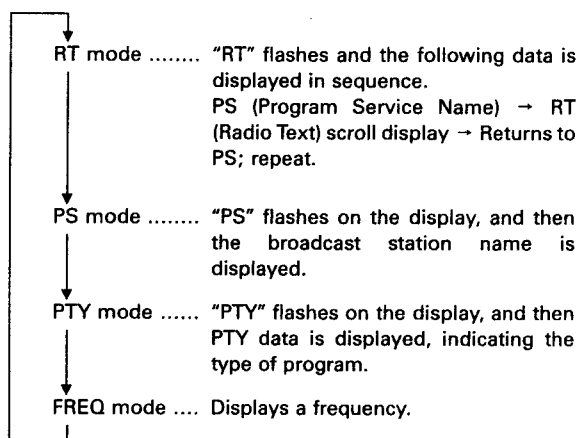 RT mode ........ “RT” flashes and the following data is
displayed in sequence.
PS (Program Service Name) → RT
(Radio Text) scroll display → Returns to
PS; repeat.
PS mode ........ “PS” flashes on the display, and then
the broadcast station name is
displayed.
PTY mode ...... “PTY” flashes on the display, and then
PTY data is displayed, indicating the
type of program.
FREQ mode .... Displays a frequency.